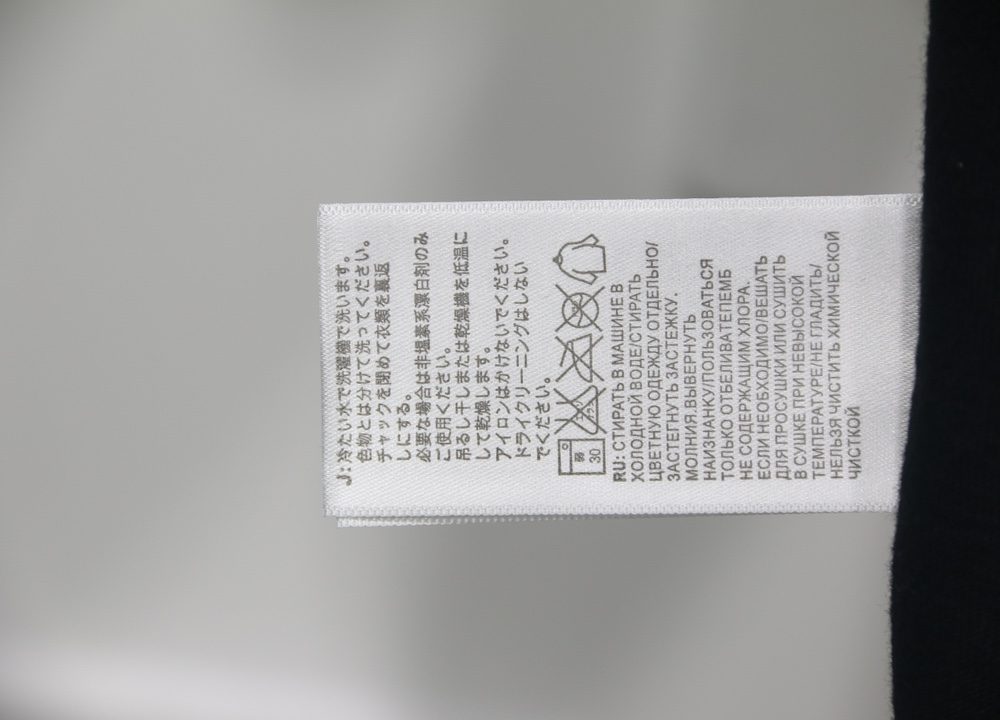 J: 冷たい水で洗濯機で洗います。
色物とは分けて洗ってください。
チャックを閉めて衣類を裏返
しにする。
必要な場合は非塩素系漂白剤のみ
ご使用ください。
吊るし干しまたは乾燥機を低温に
して乾燥します。
アイロンはかけないでください。
ドライクリーニングはしない
でください。
弱
30
RU: СТИРАТЬ В МАШИНЕ В
ХОЛОДНОЙ ВОДЕ/СТИРАТЬ
ЦВЕТНУЮ ОДЕЖДУ ОТДЕЛЬНО/
ЗАСТЕГНУТЬ ЗАСТЕЖКУ.
МОЛНИЯ.ВЫВЕРНУТЬ
НАИЗНАНКУ/ПОЛЬЗОВАТЬСЯ
ТОЛЬКО ОТБЕЛИВАТЕЛЕМБ
НЕ СОДЕРЖАЩИМ ХЛОРА.
ЕСЛИ НЕОБХОДИМО/ВЕШАТЬ
ДЛЯ ПРОСУШКИ ИЛИ СУШИТЬ
В СУШКЕ ПРИ НЕВЫСОКОЙ
ТЕМПЕРАТУРЕ/НЕ ГЛАДИТЬ/
НЕЛЬЗЯ ЧИСТИТЬ ХИМИЧЕСКОЙ
ЧИСТКОЙ